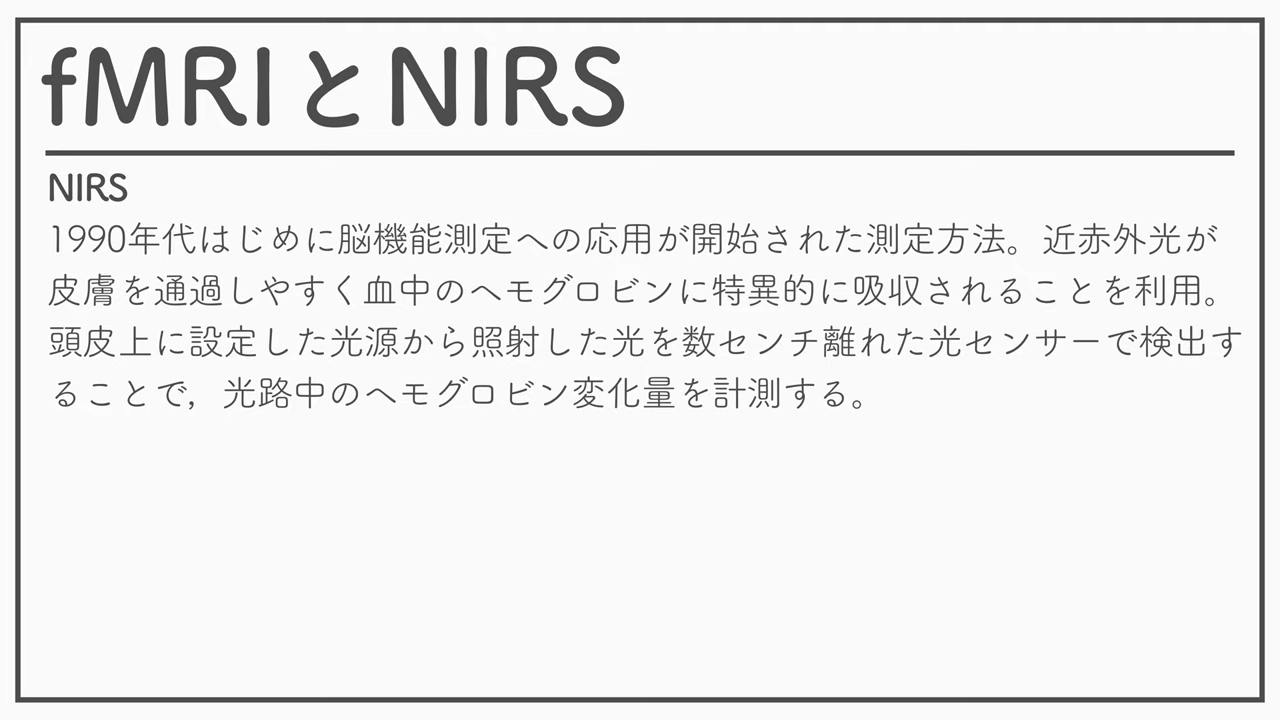 fMRIとNIRS
NIRS
1990年代はじめに脳機能測定への応用が開始された測定方法。近赤外光が
皮膚を通過しやすく血中のヘモグロビンに特異的に吸収されることを利用。
頭皮上に設定した光源から照射した光を数センチ離れた光センサーで検出す
ることで，光路中のヘモグロビン変化量を計測する。